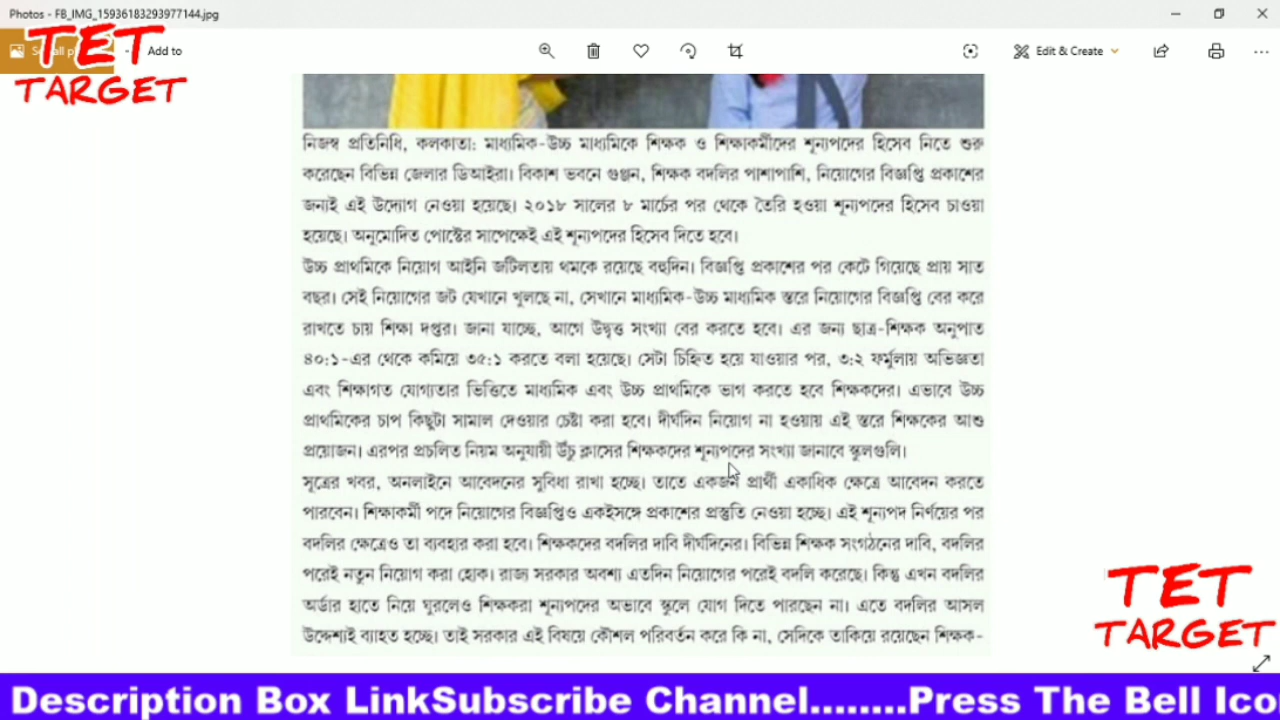 Photos - FB_IMG_15936183293977144.jpg
TET
TARGET
Add to
Edit & Create
নিজস্ব প্রতিনিধি, কলকাতা: মাধ্যমিক-উচ্চ মাধ্যমিকে শিক্ষক ও শিক্ষাকর্মীদের শূন্যপদের হিসেব নিতে শুরু
করেছেন বিভিন্ন জেলার ডিআইরা। বিকাশ ভবনে গুঞ্জন, শিক্ষক বদলির পাশাপাশি, নিয়োগের বিজ্ঞপ্তি প্রকাশের
জন্যই এই উদ্যোগ নেওয়া হয়েছে। ২০১৮ সালের ৮ মার্চের পর থেকে তৈরি হওয়া শূন্যপদের হিসেব চাওয়া
হয়েছে। অনুমোদিত পোস্টের সাপেক্ষেই এই শূন্যপদের হিসেব দিতে হবে।
উচ্চ প্রাথমিকে নিয়োগ আইনি জটিলতায় থমকে রয়েছে বহুদিন। বিজ্ঞপ্তি প্রকাশের পর কেটে গিয়েছে প্রায় সাত
বছর। সেই নিয়োগের জট যেখানে খুলছে না, সেখানে মাধ্যমিক-উচ্চ মাধ্যমিক স্তরে নিয়োগের বিজ্ঞপ্তি বের করে
রাখতে চায় শিক্ষা দপ্তর। জানা যাচ্ছে, আগে উদ্বৃত্ত সংখ্যা বের করতে হবে। এর জন্য ছাত্র-শিক্ষক অনুপাত
৪০:১-এর থেকে কমিয়ে ৩৫:১ করতে বলা হয়েছে। সেটা চিহ্নিত হয়ে যাওয়ার পর, ৩:২ ফর্মুলায় অভিজ্ঞতা
এবং শিক্ষাগত যোগ্যতার ভিত্তিতে মাধ্যমিক এবং উচ্চ প্রাথমিকে ভাগ করতে হবে শিক্ষকদের। এভাবে উচ্চ
প্রাথমিকের চাপ কিছুটা সামাল দেওয়ার চেষ্টা করা হবে। দীর্ঘদিন নিয়োগ না হওয়ায় এই স্তরে শিক্ষকের আশু
প্রয়োজন। এরপর প্রচলিত নিয়ম অনুযায়ী উঁচু ক্লাসের শিক্ষকদের শূন্যপদের সংখ্যা জানাবে স্কুলগুলি।
সূত্রের খবর, অনলাইনে আবেদনের সুবিধা রাখা হচ্ছে। তাতে একজন প্রার্থী একাধিক ক্ষেত্রে আবেদন করতে
পারবেন। শিক্ষাকর্মী পদে নিয়োগের বিজ্ঞপ্তিও একইসঙ্গে প্রকাশের প্রস্তুতি নেওয়া হচ্ছে। এই শূন্যপদ নির্ণয়ের পর
বদলির ক্ষেত্রেও তা ব্যবহার করা হবে। শিক্ষকদের বদলির দাবি দীর্ঘদিনের। বিভিন্ন শিক্ষক সংগঠনের দাবি, বদলির
পরেই নতুন নিয়োগ করা হোক। রাজ্য সরকার অবশ্য এতদিন নিয়োগের পরেই বদলি করেছে। কিন্তু এখন বদলির
অর্ডার হাতে নিয়ে ঘুরলেও শিক্ষকরা শূন্যপদের অভাবে স্কুলে যোগ দিতে পারছেন না। এতে বদলির আসল
উদ্দেশ্যই ব্যাহত হচ্ছে। তাই সরকার এই বিষয়ে কৌশল পরিবর্তন করে কি না, সেদিকে তাকিয়ে রয়েছেন শিক্ষক-
TET
TARGET
Description Box LinkSubscribe Channel........Press The Bell Ico